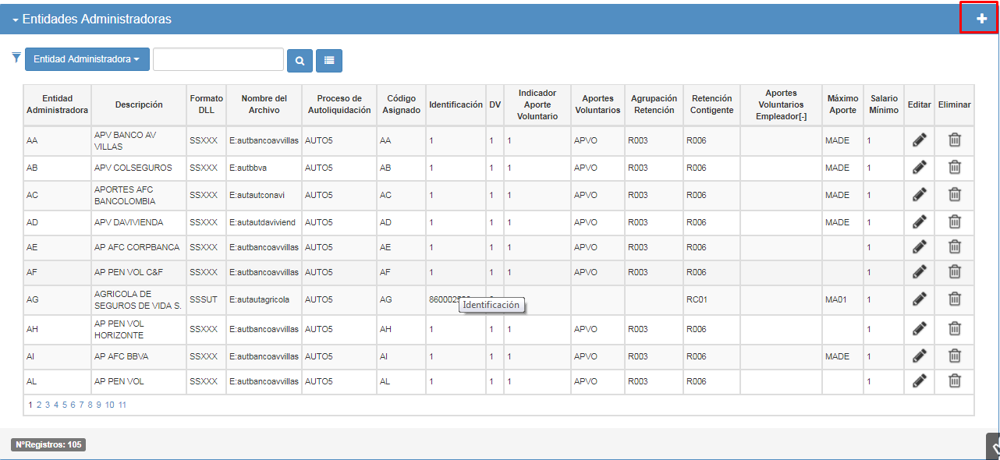 Entidades Administradoras
Entidad Administradora
Entidad Administradora Descripción Formato DLL Nombre del Archivo Proceso de Autoliquidación Código Asignado Identificación DV Indicador Aporte Voluntario Aportes Voluntarios Agrupación Retención Retención Contigente Aportes Voluntarios Empleador[-] Máximo Aporte Salario Mínimo Editar Eliminar
AA APV BANCO AV VILLAS SSXXX E:autbancoavvillas AUTO5 AA 1 1 1 APVO R003 R006 MADE 1
AB APV COLSEGUROS SSXXX E:autbbva AUTO5 AB 1 1 1 APVO R003 R006 MADE 1
AC APORTES AFC BANCOLOMBIA SSXXX E:autautconavi AUTO5 AC 1 1 1 APVO R003 R006 MADE 1
AD APV DAVIVIENDA SSXXX E:autautdaviviend AUTO5 AD 1 1 1 APVO R003 R006 MADE 1
AE AP AFC CORPBANCA SSXXX E:autbancoavvillas AUTO5 AE 1 1 1 APVO R003 R006 1
AF AP PEN VOL C&F SSXXX E:autbancoavvillas AUTO5 AF 1 1 1 APVO R003 R006 1
AG AGRICOLA DE SEGUROS DE VIDA S. SSSUT E:autautagricola AUTO5 AG RC01 MA01 1
Identificación
AH AP PEN VOL HORIZONTE SSXXX E:autbancoavvillas AUTO5 AH 1 1 1 APVO R003 R006 1
AI AP AFC BBVA SSXXX E:autbancoavvillas AUTO5 AI 1 1 1 APVO R003 R006 MADE 1
AL AP PEN VOL SSXXX E:autbancoavvillas AUTO5 AL 1 1 1 APVO R003 R006 1
1 2 3 4 5 6 7 8 9 10 11
N°Registros: 105